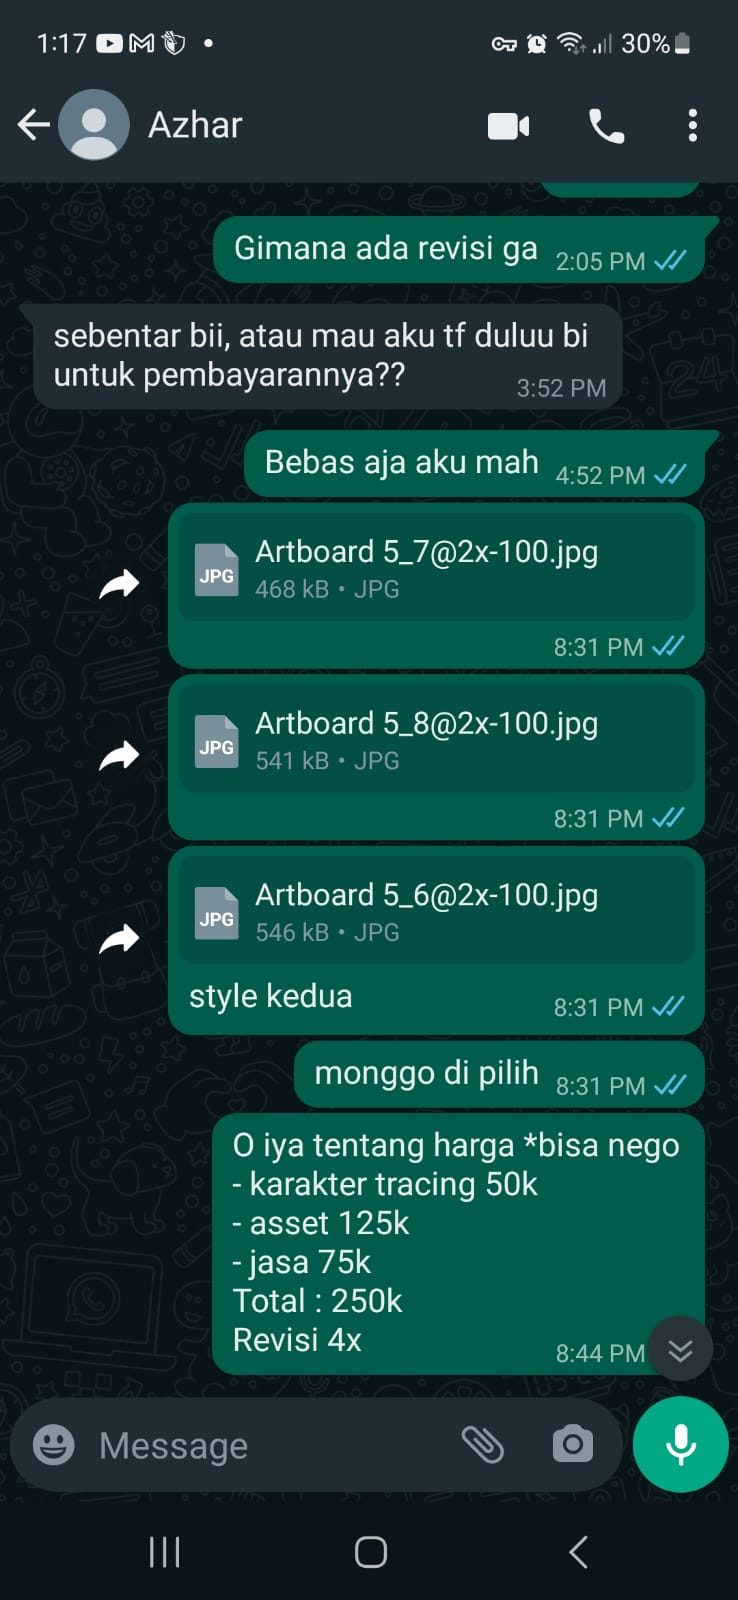 1:17
30%
Azhar
Gimana ada revisi ga
2:05 PM
sebentar bii, atau mau aku tf duluu bi
untuk pembayarannya??
3:52 PM
Bebas aja aku mah
4:52 PM
Artboard 5_7@2x-100.jpg
JPG
468 kB • JPG
8:31 PM
Artboard 5_8@2x-100.jpg
JPG
541 kB • JPG
8:31 PM
Artboard 5_6@2x-100.jpg
JPG
546 kB • JPG
style kedua
8:31 PM
monggo di pilih
8:31 PM
O iya tentang harga *bisa nego
- karakter tracing 50k
- asset 125k
- jasa 75k
Total : 250k
Revisi 4x
8:44 PM
Message